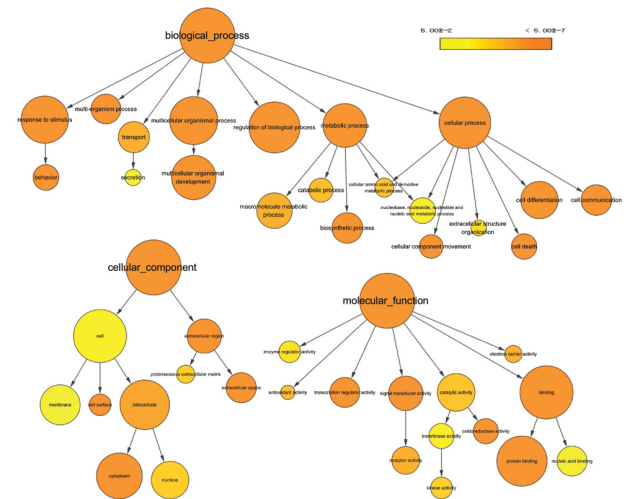 5.00E-2
< 5.00E-7
biological_process
response to stimulus
multi-organism process
transport
multicellular organismal process
regulation of biological process
metabolic process
cellular process
behavior
secretion
multicellular organismal
development
macromolecule metabolic
process
catabolic process
biosynthetic process
cellular amino acid and derivative
metabolic process
nucleobase, nucleoside, nucleotide and
nucleic acid metabolic process
cellular component movement
extracellular structure
organization
cell death
cell differentiation
cell communication
cellular_component
cell
extracellular region
proteinaceous extracellular matrix
extracellular space
membrane
cell surface
intracellular
cytoplasm
nucleus
molecular_function
enzyme regulator activity
antioxidant activity
transcription regulator activity
signal transducer activity
catalytic activity
electron carrier activity
binding
receptor activity
transferase activity
oxidoreductase activity
kinase activity
protein binding
nucleic acid binding